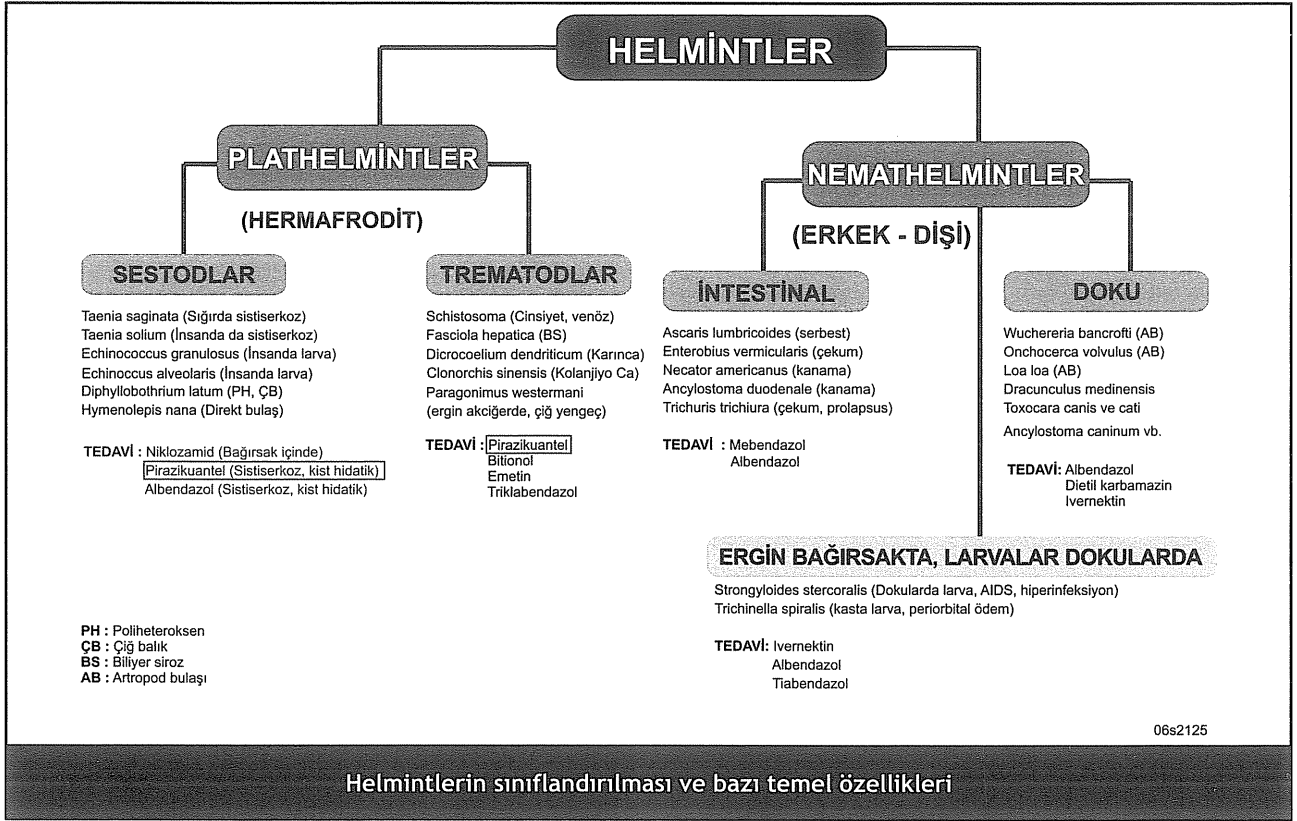 HELMİNTLER
PLATHELMİNTLER
(HERMAFRODİT)
SESTODLAR
Taenia saginata (Sığırda sistiserkoz)
Taenia solium (İnsanda da sistiserkoz)
Echinococcus granulosus (İnsanda larva)
Echinoccus alveolaris (İnsanda larva)
Diphyllobothrium latum (PH, ÇB)
Hymenolepis nana (Direkt bulaş)
TEDAVİ : Niklozamid (Bağırsak içinde)
Pirazikuantel (Sistiserkoz, kist hidatik)
Albendazol (Sistiserkoz, kist hidatik)
TREMATODLAR
Schistosoma (Cinsiyet, venöz)
Fasciola hepatica (BS)
Dicrocoelium dendriticum (Karınca)
Clonorchis sinensis (Kolanjiyo Ca)
Paragonimus westermani
(ergin akciğerde, çiğ yengeç)
TEDAVİ : Pirazikuantel
Bitionol
Emetin
Triklabendazol
NEMATHELMİNTLER
(ERKEK - DİŞİ)
İNTESTİNAL
Ascaris lumbricoides (serbest)
Enterobius vermicularis (çekum)
Necator americanus (kanama)
Ancylostoma duodenale (kanama)
Trichuris trichiura (çekum, prolapsus)
TEDAVİ : Mebendazol
Albendazol
DOKU
Wuchereria bancrofti (AB)
Onchocerca volvulus (AB)
Loa loa (AB)
Dracunculus medinensis
Toxocara canis ve cati
Ancylostoma caninum vb.
TEDAVİ: Albendazol
Dietil karbamazin
Ivernektin
ERGİN BAĞIRSAKTA, LARVALAR DOKULARDA
Strongyloides stercoralis (Dokularda larva, AIDS, hiperinfeksiyon)
Trichinella spiralis (kasta larva, periorbital ödem)
TEDAVİ: Ivernektin
Albendazol
Tiabendazol
PH : Poliheteroksen
ÇB : Çiğ balık
BS : Biliyer siroz
AB : Artropod bulaşı
06s2125
Helmintlerin sınıflandırılması ve bazı temel özellikleri